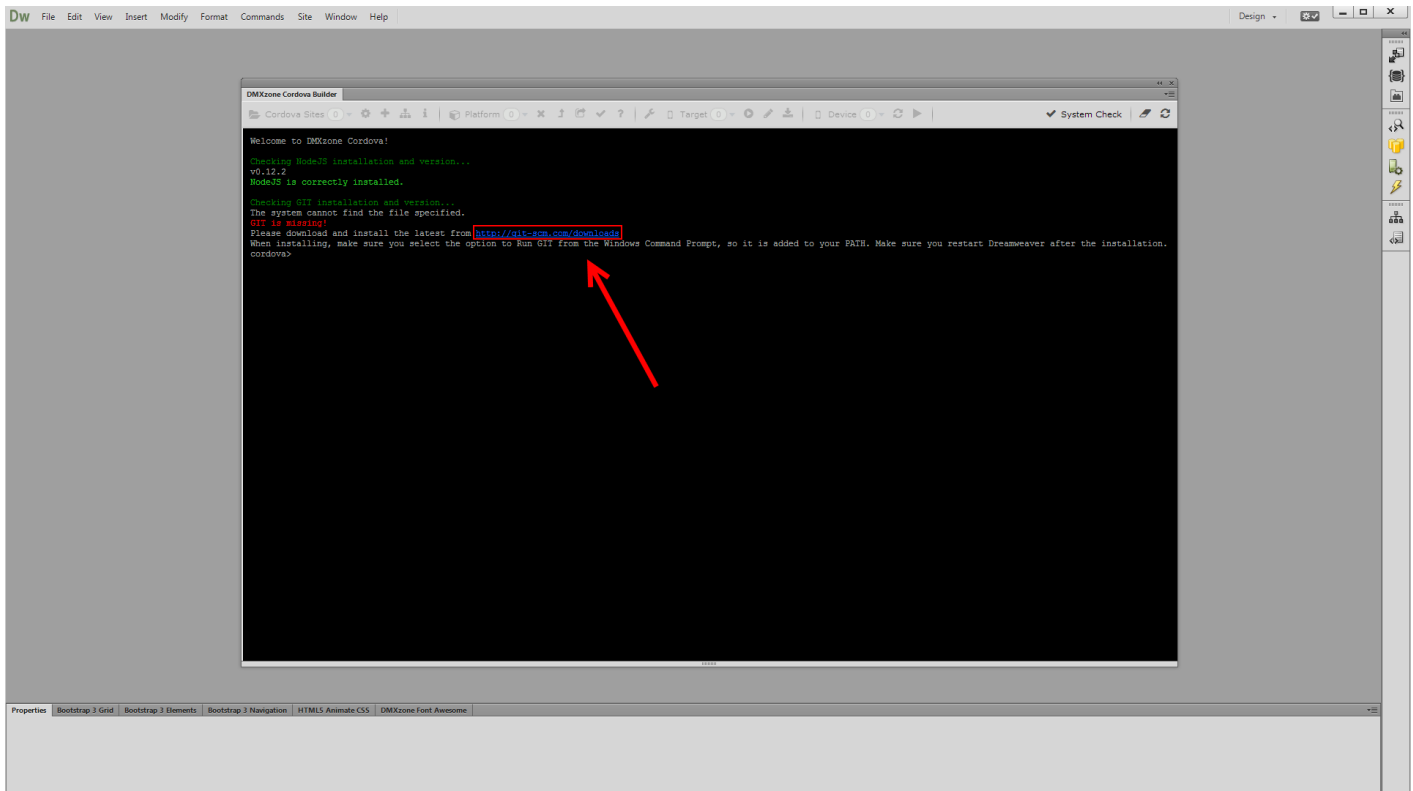 Dw File Edit View Insert Modify Format Commands Site Window Help Design
DMXzone Cordova Builder
Cordova Sites 0 Platform 0 ? Target 0 Device 0 System Check
Welcome to DMXzone Cordova!
Checking NodeJS installation and version...
v0.12.2
NodeJS is correctly installed.
Checking GIT installation and version...
The system cannot find the file specified.
GIT is missing!
Please download and install the latest from http://git-scm.com/downloads
When installing, make sure you select the option to Run GIT from the Windows Command Prompt, so it is added to your PATH. Make sure you restart Dreamweaver after the installation.
cordova>
Properties Bootstrap 3 Grid Bootstrap 3 Elements Bootstrap 3 Navigation HTML5 Animate CSS DMXzone Font Awesome